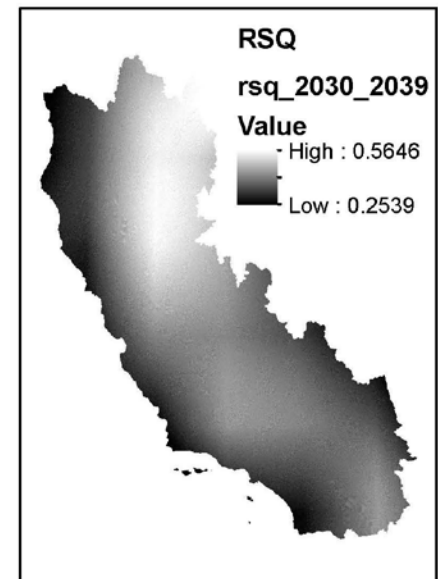 RSQ
rsq_2030_2039
Value
High : 0.5646
Low : 0.2539